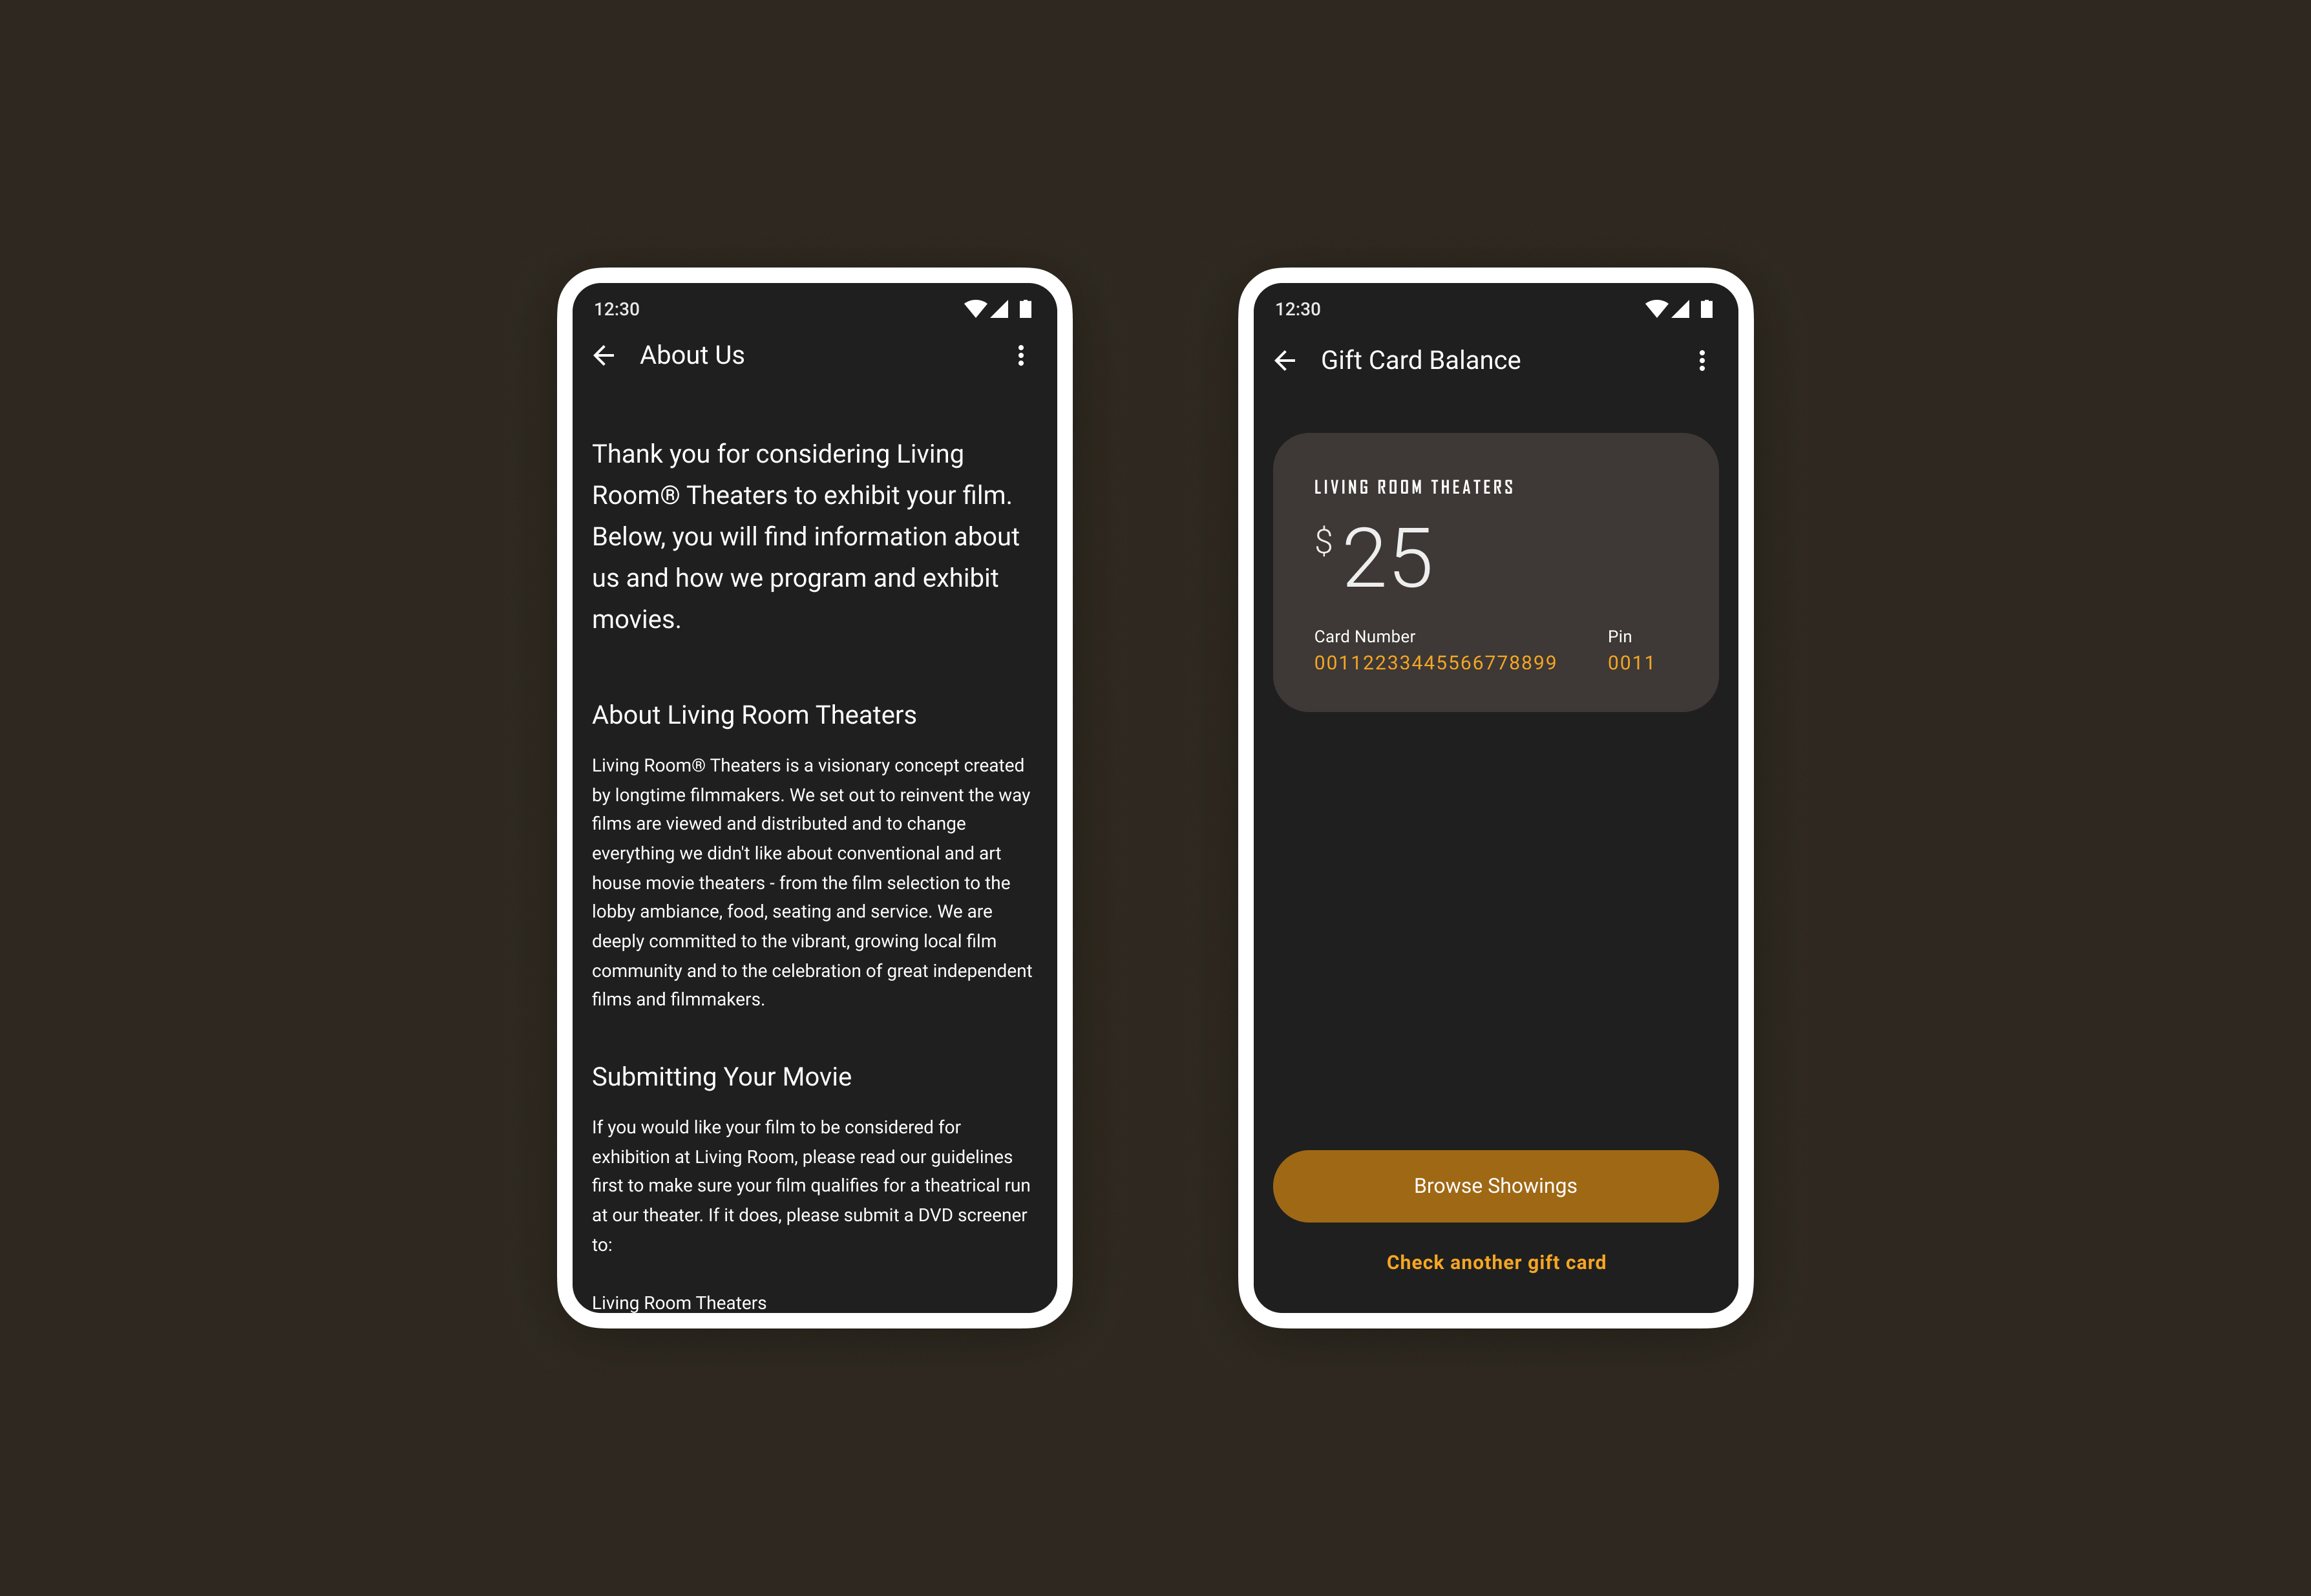 12:30
About Us
Thank you for considering Living
Room® Theaters to exhibit your film.
Below, you will find information about
us and how we program and exhibit
movies.
About Living Room Theaters
Living Room® Theaters is a visionary concept created
by longtime filmmakers. We set out to reinvent the way
films are viewed and distributed and to change
everything we didn't like about conventional and art
house movie theaters - from the film selection to the
lobby ambiance, food, seating and service. We are
deeply committed to the vibrant, growing local film
community and to the celebration of great independent
films and filmmakers.
Submitting Your Movie
If you would like your film to be considered for
exhibition at Living Room, please read our guidelines
first to make sure your film qualifies for a theatrical run
at our theater. If it does, please submit a DVD screener
to:
Living Room Theaters
12:30
Gift Card Balance
LIVING ROOM THEATERS
$ 25
Card Number Pin
00112233445566778899 0011
Browse Showings
Check another gift card